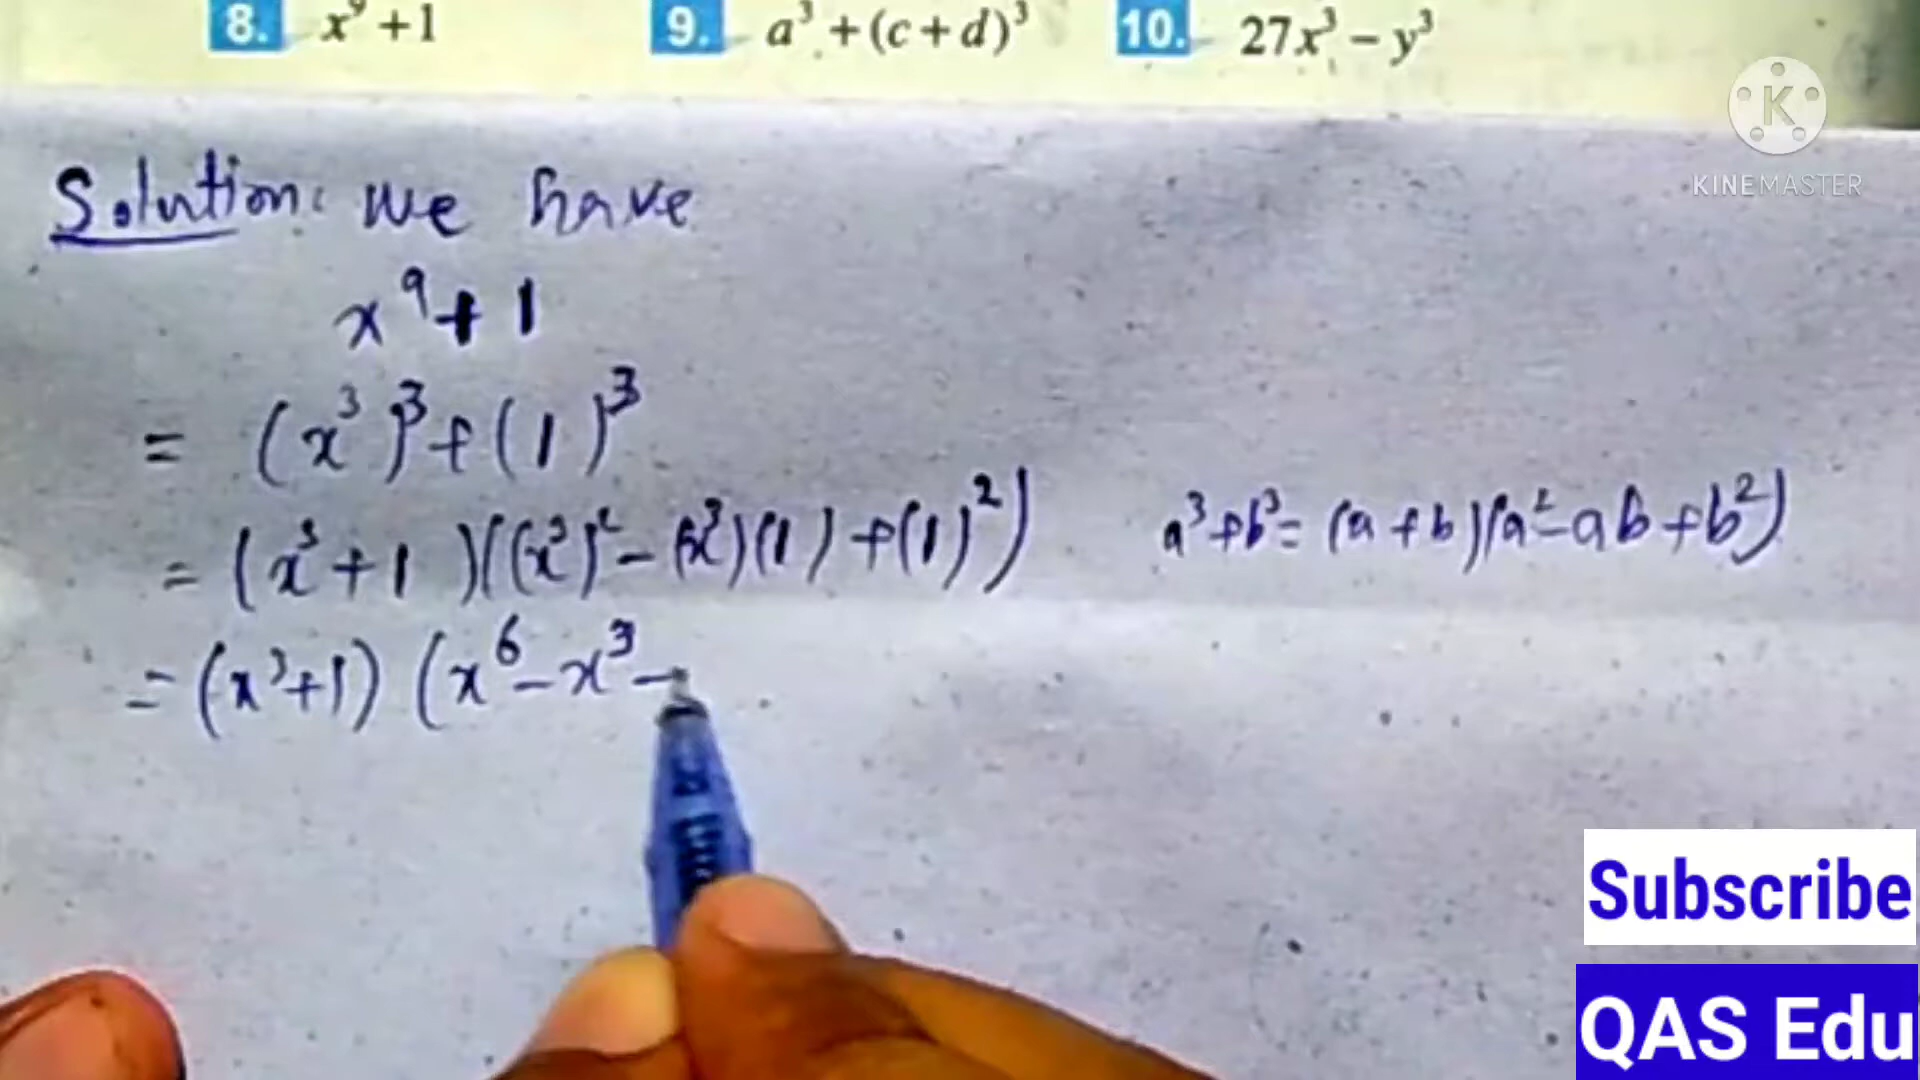 8. x⁹ + 1 9. a³ + (c + d)³ 10. 27x³ − y³
K
KINEMASTER
Solution: we have
x⁹ + 1
= (x³)³ + (1)³
= (x³ + 1)((x³)² − (x³)(1) + (1)²) a³ + b³ = (a + b)(a² − ab + b²)
= (x³ + 1) (x⁶ − x³ −
Subscribe
QAS Edu